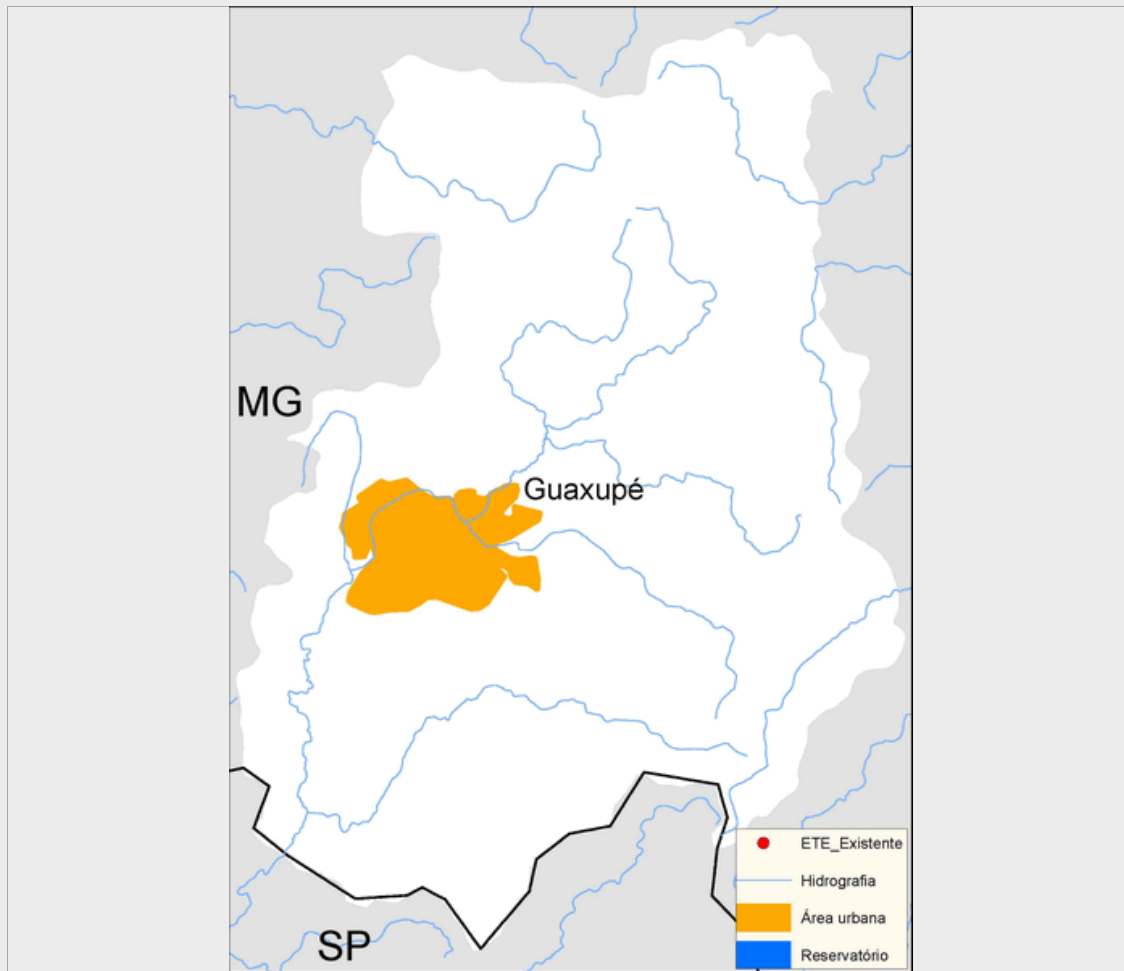 MG
Guaxupé
SP
ETE_Existente
Hidrografia
Área urbana
Reservatório